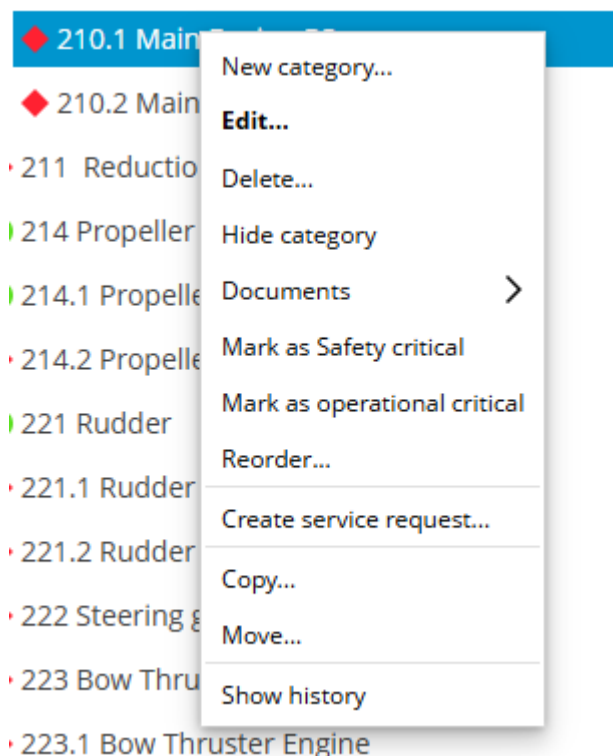 210.1 Main
210.2 Main
211 Reductio
214 Propeller
214.1 Propelle
214.2 Propelle
221 Rudder
221.1 Rudder
221.2 Rudder
222 Steering g
223 Bow Thru
223.1 Bow Thruster Engine
New category...
Edit...
Delete...
Hide category
Documents
Mark as Safety critical
Mark as operational critical
Reorder...
Create service request...
Copy...
Move...
Show history